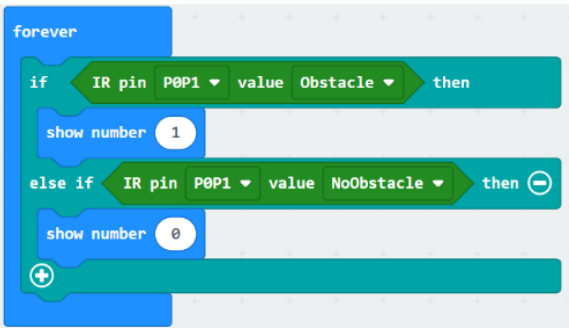 forever
if IR pin P0P1 value Obstacle then
show number 1
else if IR pin P0P1 value NoObstacle then
show number 0